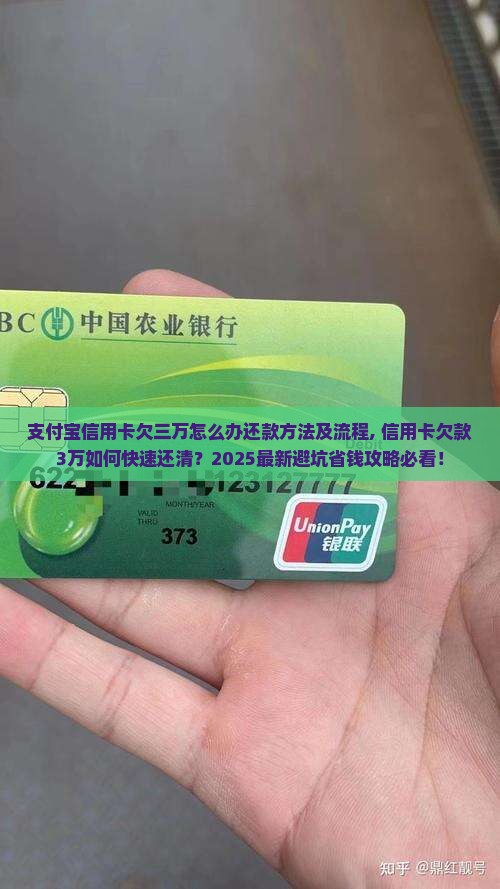 BC 中国农业银行
支付宝信用卡欠三万怎么办还款方法及流程, 信用卡欠款
3万如何快速还清？2025最新避坑省钱攻略必看！
Debit
622
123127777
MONTH/YEAR
VALID
THRU
373
UnionPay
银联
知乎 @鼎红靓号